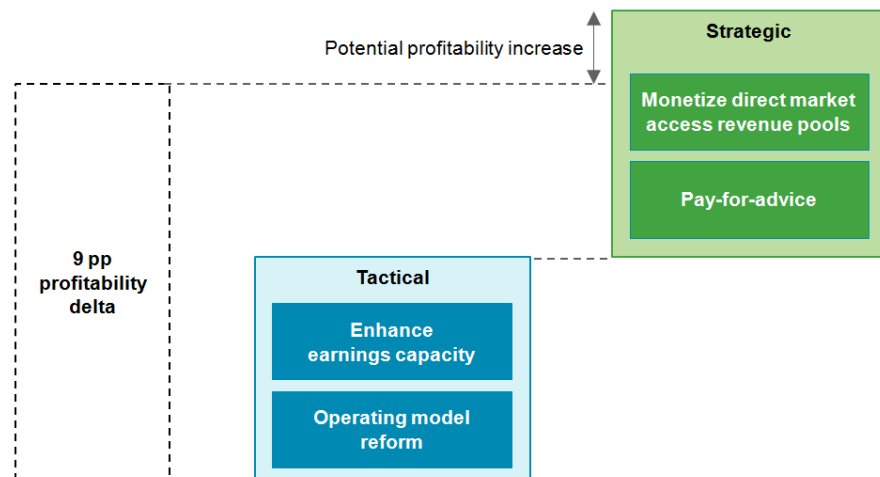 Strategic
Potential profitability increase
Monetize direct market
access revenue pools
Pay-for-advice
9 pp
profitability
delta
Tactical
Enhance
earnings capacity
Operating model
reform